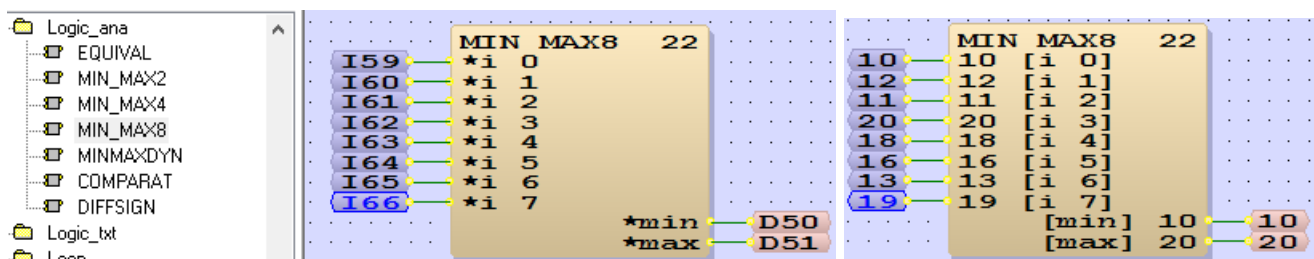 Logic_ana
EQUIVAL
MIN_MAX2
MIN_MAX4
MIN_MAX8
MINMAXDYN
COMPARAT
DIFFSIGN
Logic_txt
MIN MAX8 22
I59 *i 0
I60 *i 1
I61 *i 2
I62 *i 3
I63 *i 4
I64 *i 5
I65 *i 6
I66 *i 7
*min D50
*max D51
MIN MAX8 22
10 10 [i 0]
12 12 [i 1]
11 11 [i 2]
20 20 [i 3]
18 18 [i 4]
16 16 [i 5]
13 13 [i 6]
19 19 [i 7]
[min] 10 10
[max] 20 20